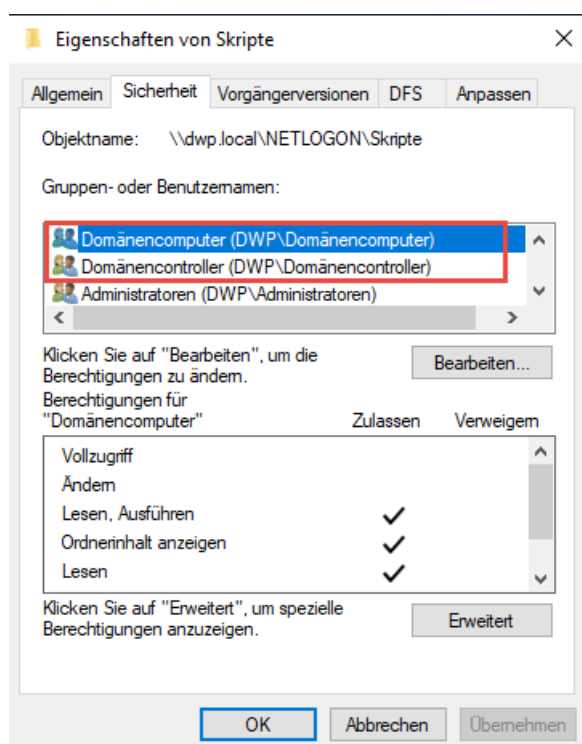 Eigenschaften von Skripte
Allgemein Sicherheit Vorgängerversionen DFS Anpassen
Objektname: \\dwp.local\NETLOGON\Skripte
Gruppen- oder Benutzernamen:
Domänencomputer (DWP\Domänencomputer)
Domänencontroller (DWP\Domänencontroller)
Administratoren (DWP\Administratoren)
Klicken Sie auf "Bearbeiten", um die
Berechtigungen zu ändern.
Bearbeiten...
Berechtigungen für
"Domänencomputer" Zulassen Verweigern
Vollzugriff
Ändern
Lesen, Ausführen
Ordnerinhalt anzeigen
Lesen
Klicken Sie auf "Erweitert", um spezielle
Berechtigungen anzuzeigen.
Erweitert
OK Abbrechen Übernehmen